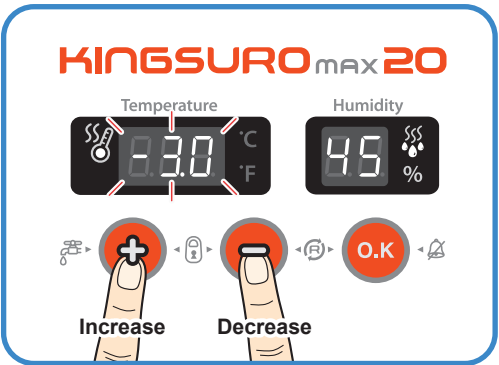 KINGSURO MAX 20
Temperature Humidity
-3.0 °C 45
°F %
R O.K
Increase Decrease